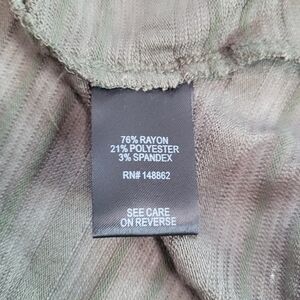 76% RAYON
21% POLYESTER
3% SPANDEX
RN# 148862
SEE CARE
ON REVERSE